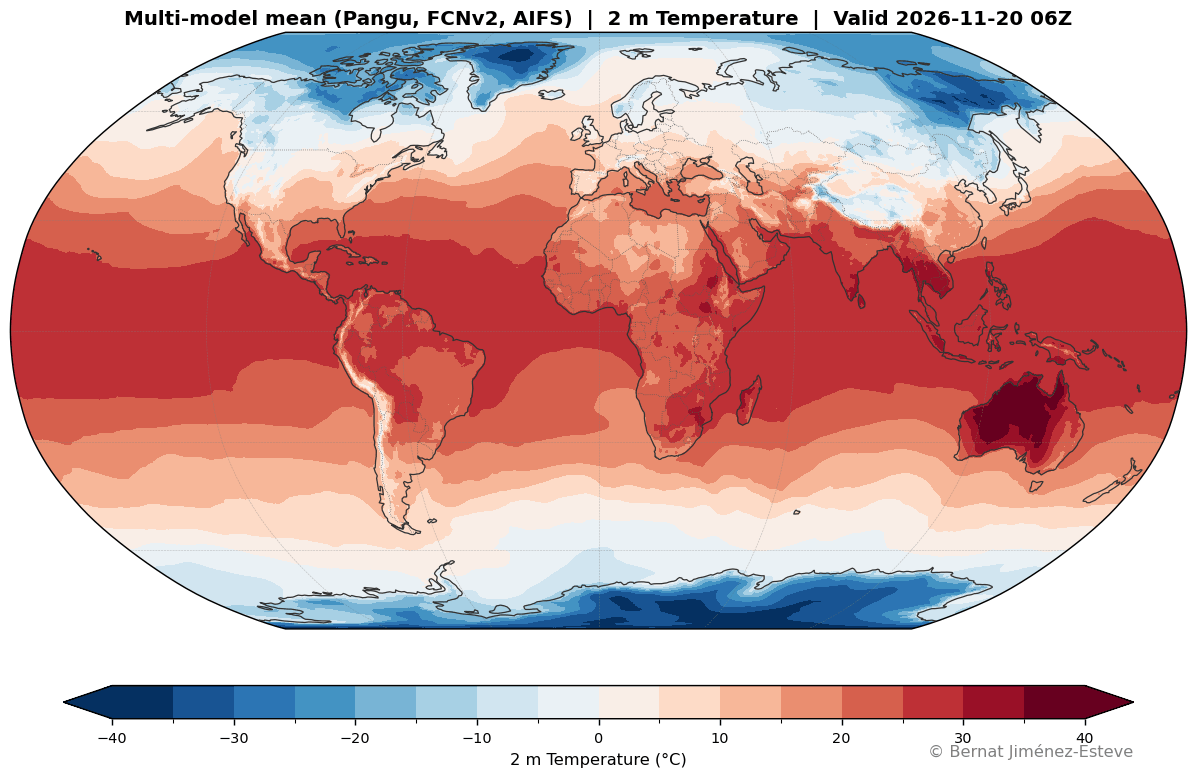 Multi-model mean (Pangu, FCNv2, AIFS)  |  2 m Temperature  |  Valid 2026-11-20 06Z
−40 −30 −20 −10 0 10 20 30 40
2 m Temperature (°C)
© Bernat Jiménez-Esteve